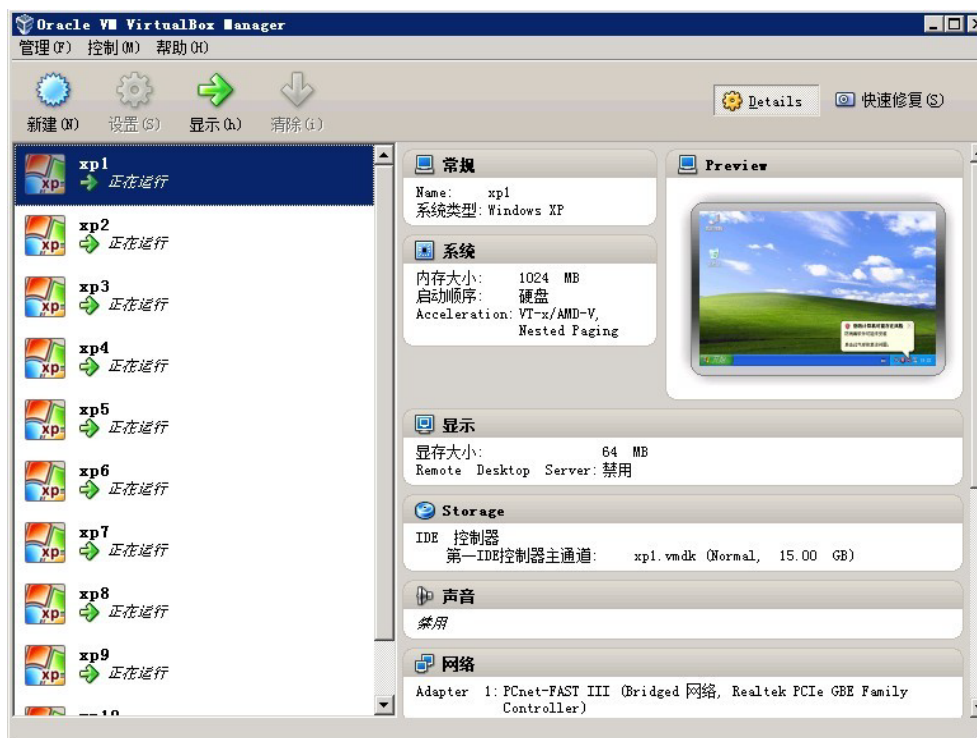 Oracle VM VirtualBox Manager
管理(F) 控制(M) 帮助(H)
新建(N) 设置(S) 显示(h) 清除(i)
Details 快速修复(S)
xp1
正在运行
xp2
正在运行
xp3
正在运行
xp4
正在运行
xp5
正在运行
xp6
正在运行
xp7
正在运行
xp8
正在运行
xp9
正在运行
常规
Name: xp1
系统类型: Windows XP
系统
内存大小: 1024 MB
启动顺序: 硬盘
Acceleration: VT-x/AMD-V,
Nested Paging
Preview
显示
显存大小: 64 MB
Remote Desktop Server: 禁用
Storage
IDE 控制器
第一IDE控制器主通道: xp1.vmdk (Normal, 15.00 GB)
声音
禁用
网络
Adapter 1: PCnet-FAST III (Bridged 网络, Realtek PCIe GBE Family
Controller)